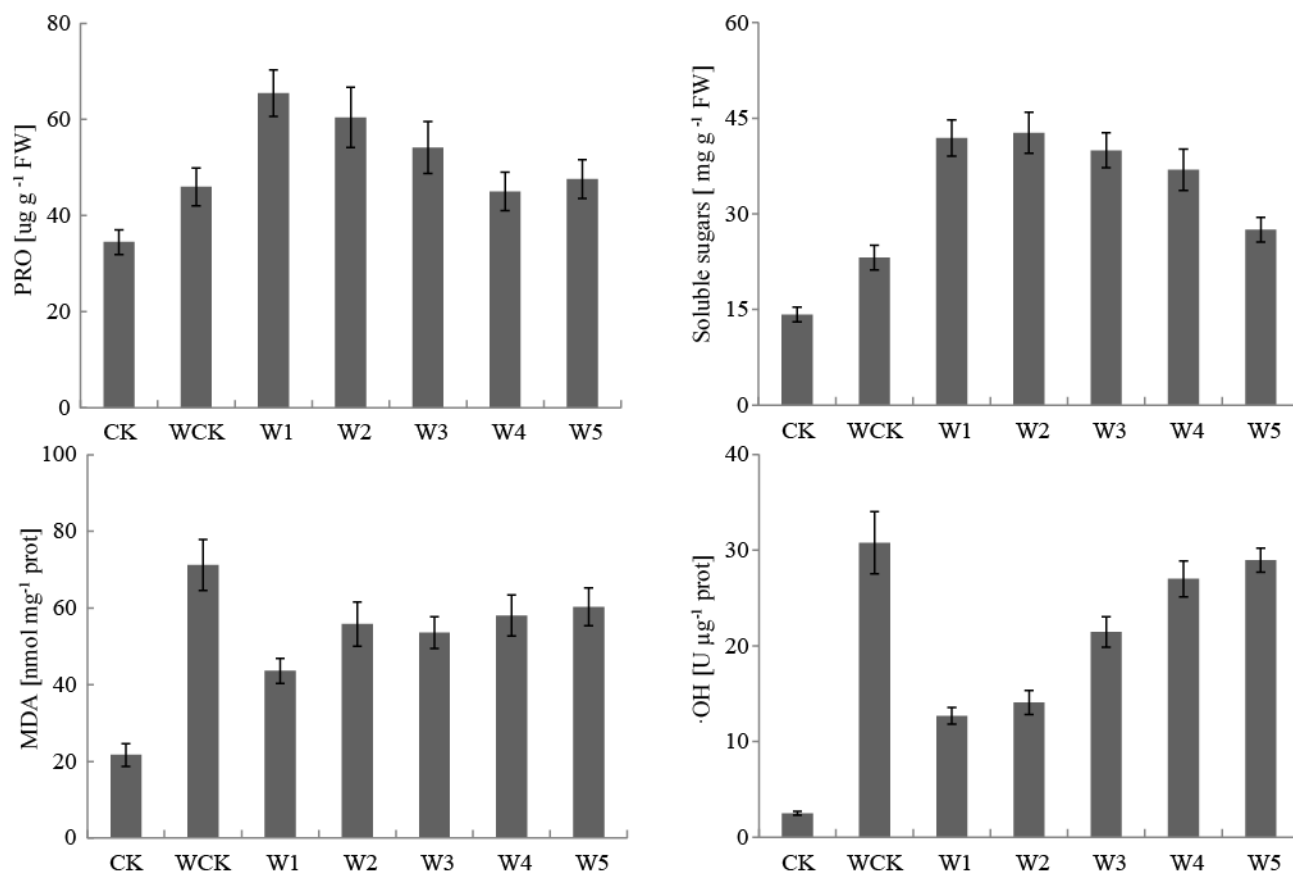 PRO [ug g -1 FW]
80
60
40
20
0
CK WCK W1 W2 W3 W4 W5
Soluble sugars [ mg g -1 FW]
60
45
30
15
0
CK WCK W1 W2 W3 W4 W5
MDA [nmol mg-1 prot]
100
80
60
40
20
0
CK WCK W1 W2 W3 W4 W5
·OH [U µg-1 prot]
40
30
20
10
0
CK WCK W1 W2 W3 W4 W5